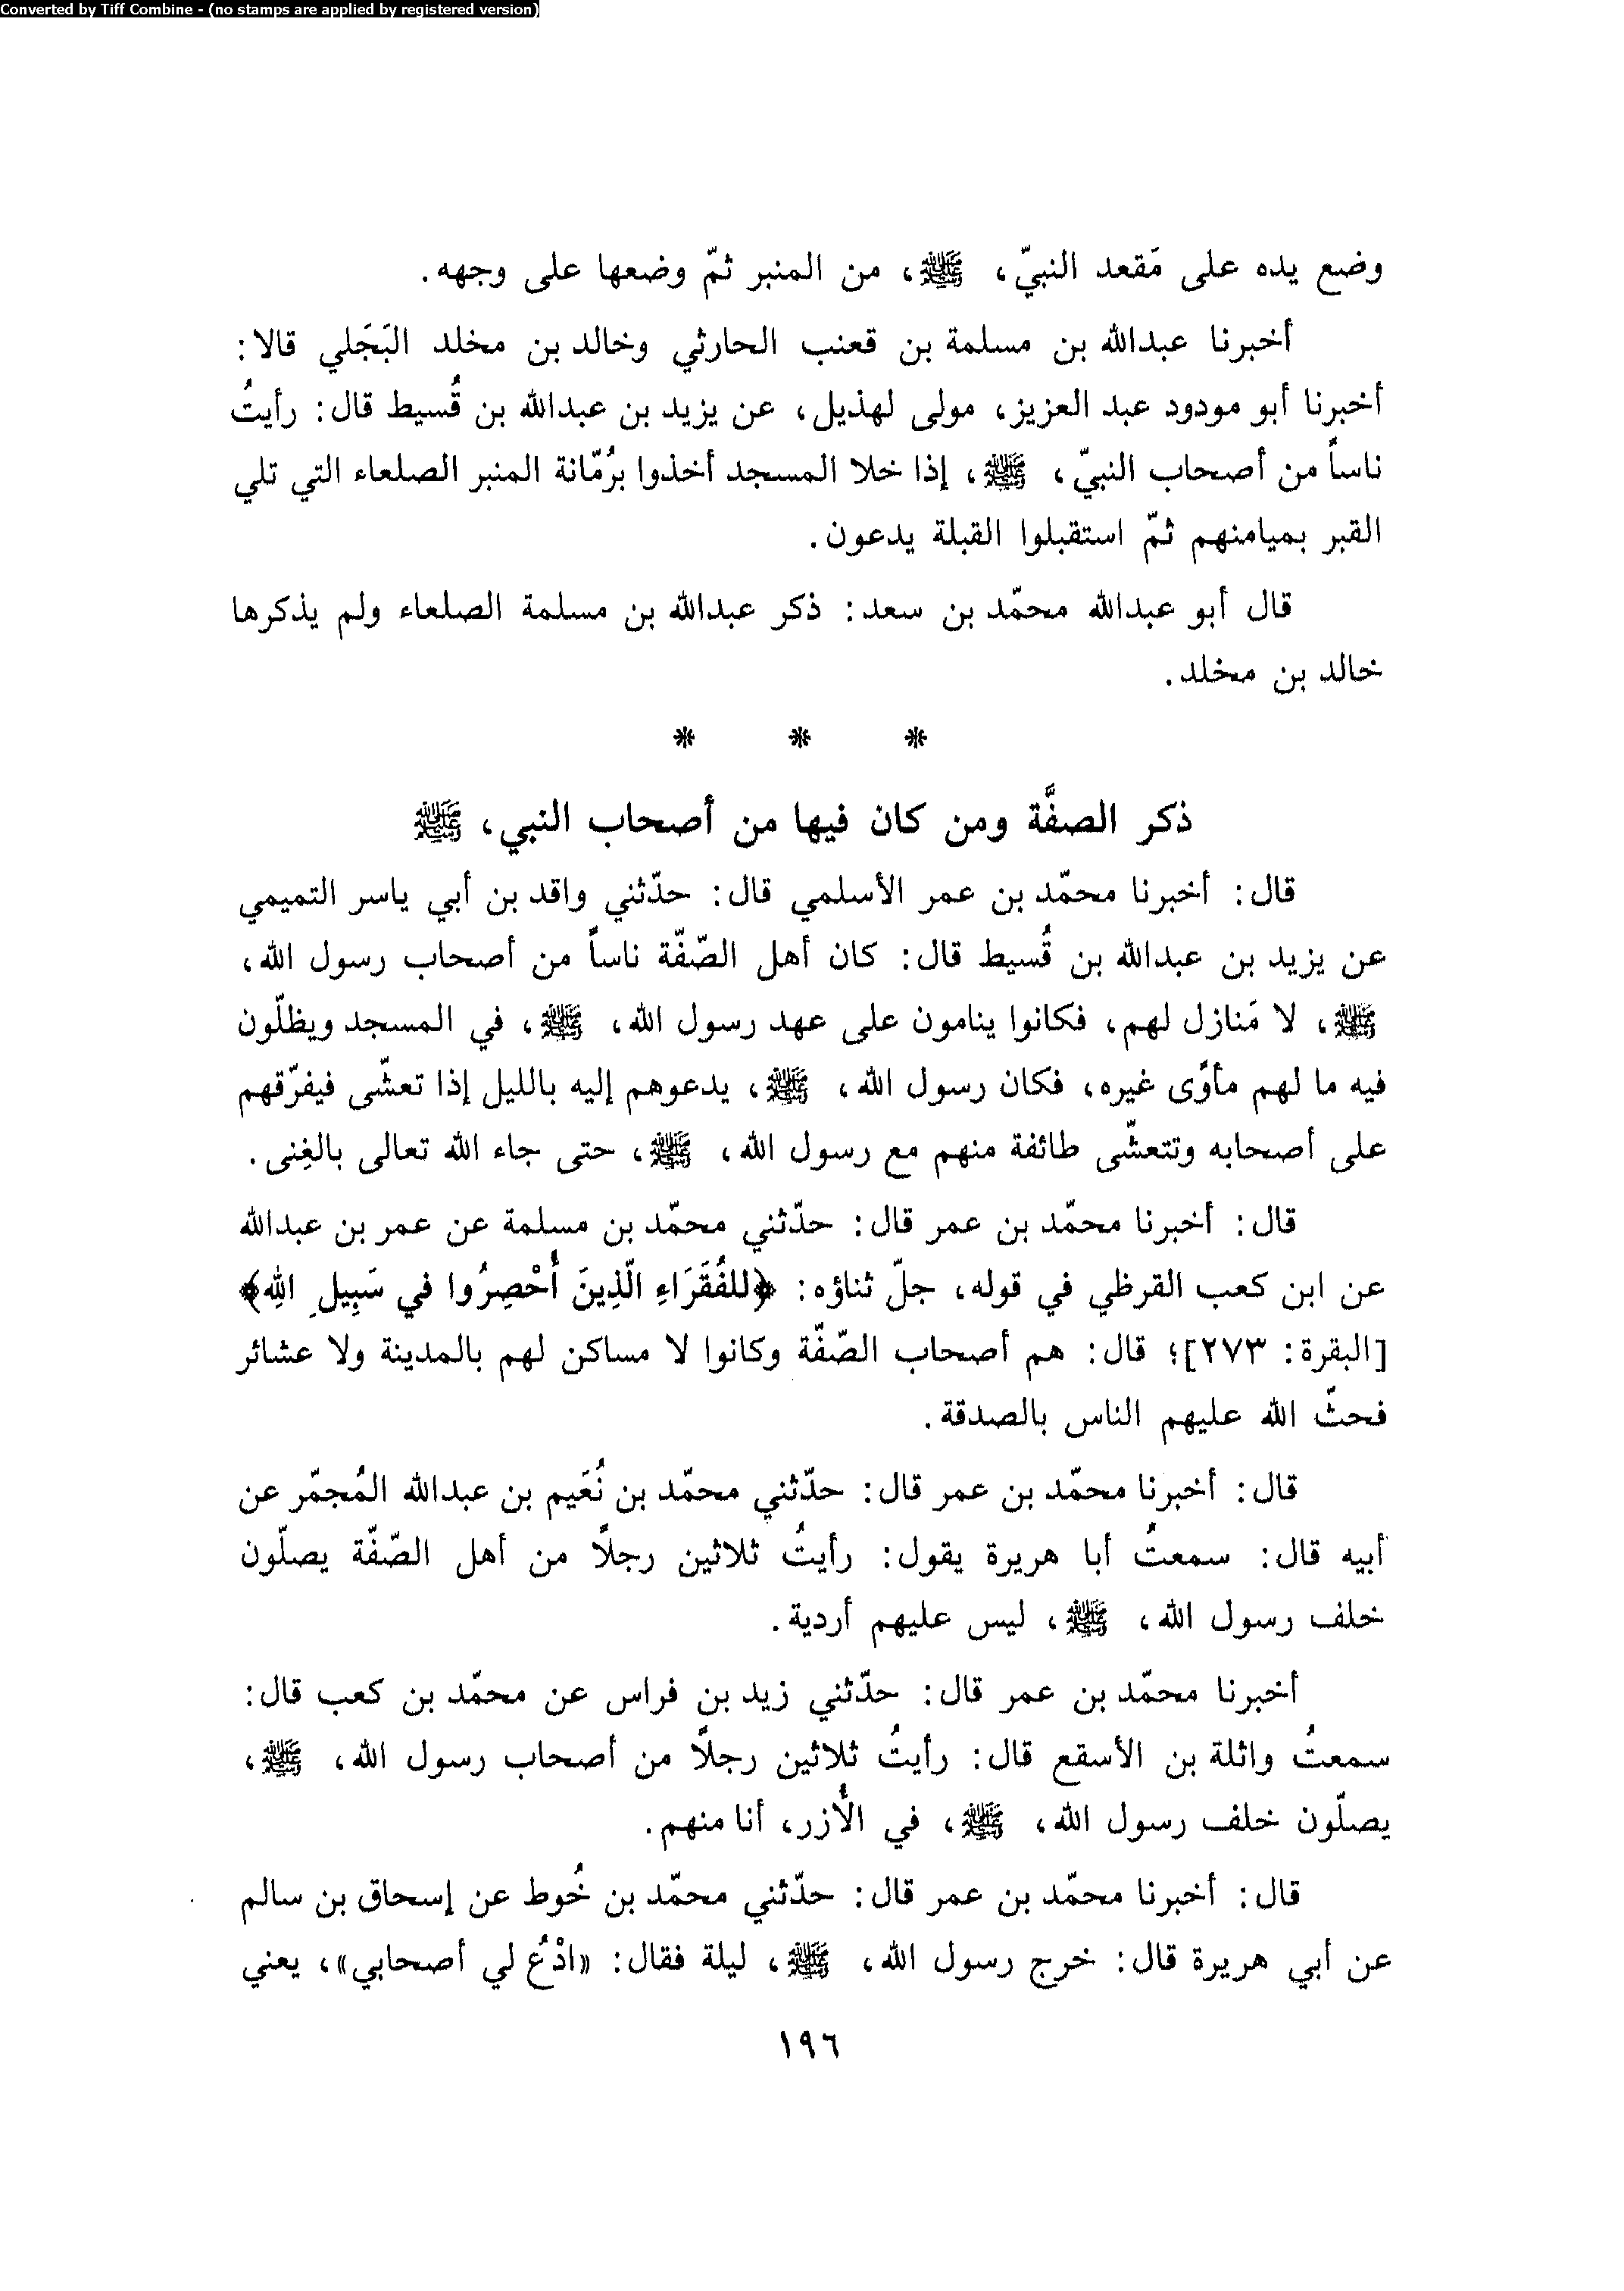 Converted by Tiff Combine - (no stamps are applied by registered version)
وضع يده على مَقعد النبيّ، ﷺ، من المنبر ثمّ وضعها على وجهه.
أخبرنا عبدالله بن مسلمة بن قعنب الحارثي وخالد بن مخلد البَجَلي قالا:
أخبرنا أبو مودود عبد العزيز، مولى لهذيل، عن يزيد بن عبدالله بن قُسيط قال: رأيتُ
ناساً من أصحاب النبيّ، ﷺ، إذا خلا المسجد أخذوا برُمّانة المنبر الصلعاء التي تلي
القبر بميامنهم ثمّ استقبلوا القبلة يدعون.
قال أبو عبدالله محمّد بن سعد: ذكر عبدالله بن مسلمة الصلعاء ولم يذكرها
خالد بن مخلد.
* * *
ذكر الصفَّة ومن كان فيها من أصحاب النبي، ﷺ
قال: أخبرنا محمّد بن عمر الأسلمي قال: حدّثني واقد بن أبي ياسر التميمي
عن يزيد بن عبدالله بن قُسيط قال: كان أهل الصّفّة ناساً من أصحاب رسول الله،
ﷺ، لا مَنازل لهم، فكانوا ينامون على عهد رسول الله، ﷺ، في المسجد ويظلّون
فيه ما لهم مأوًى غيره، فكان رسول الله، ﷺ، يدعوهم إليه بالليل إذا تعشّى فيفرّقهم
على أصحابه وتتعشّى طائفة منهم مع رسول الله، ﷺ، حتى جاء الله تعالى بالغِنى.
قال: أخبرنا محمّد بن عمر قال: حدّثني محمّد بن مسلمة عن عمر بن عبدالله
عن ابن كعب القرظي في قوله، جلّ ثناؤه: ﴿للفُقَرَاءِ الّذِينَ أُحْصِرُوا في سَبِيلِ اللهِ﴾
[البقرة: ٢٧٣]؛ قال: هم أصحاب الصّفّة وكانوا لا مساكن لهم بالمدينة ولا عشائر
فحثّ الله عليهم الناس بالصدقة.
قال: أخبرنا محمّد بن عمر قال: حدّثني محمّد بن نُعَيم بن عبدالله المُجمّر عن
أبيه قال: سمعتُ أبا هريرة يقول: رأيتُ ثلاثين رجلاً من أهل الصّفّة يصلّون
خلف رسول الله، ﷺ، ليس عليهم أردية.
أخبرنا محمّد بن عمر قال: حدّثني زيد بن فراس عن محمّد بن كعب قال:
سمعتُ واثلة بن الأسقع قال: رأيتُ ثلاثين رجلاً من أصحاب رسول الله، ﷺ،
يصلّون خلف رسول الله، ﷺ، في الأُزر، أنا منهم.
قال: أخبرنا محمّد بن عمر قال: حدّثني محمّد بن خُوط عن إسحاق بن سالم
عن أبي هريرة قال: خرج رسول الله، ﷺ، ليلة فقال: «ادْعُ لي أصحابي»، يعني
١٩٦